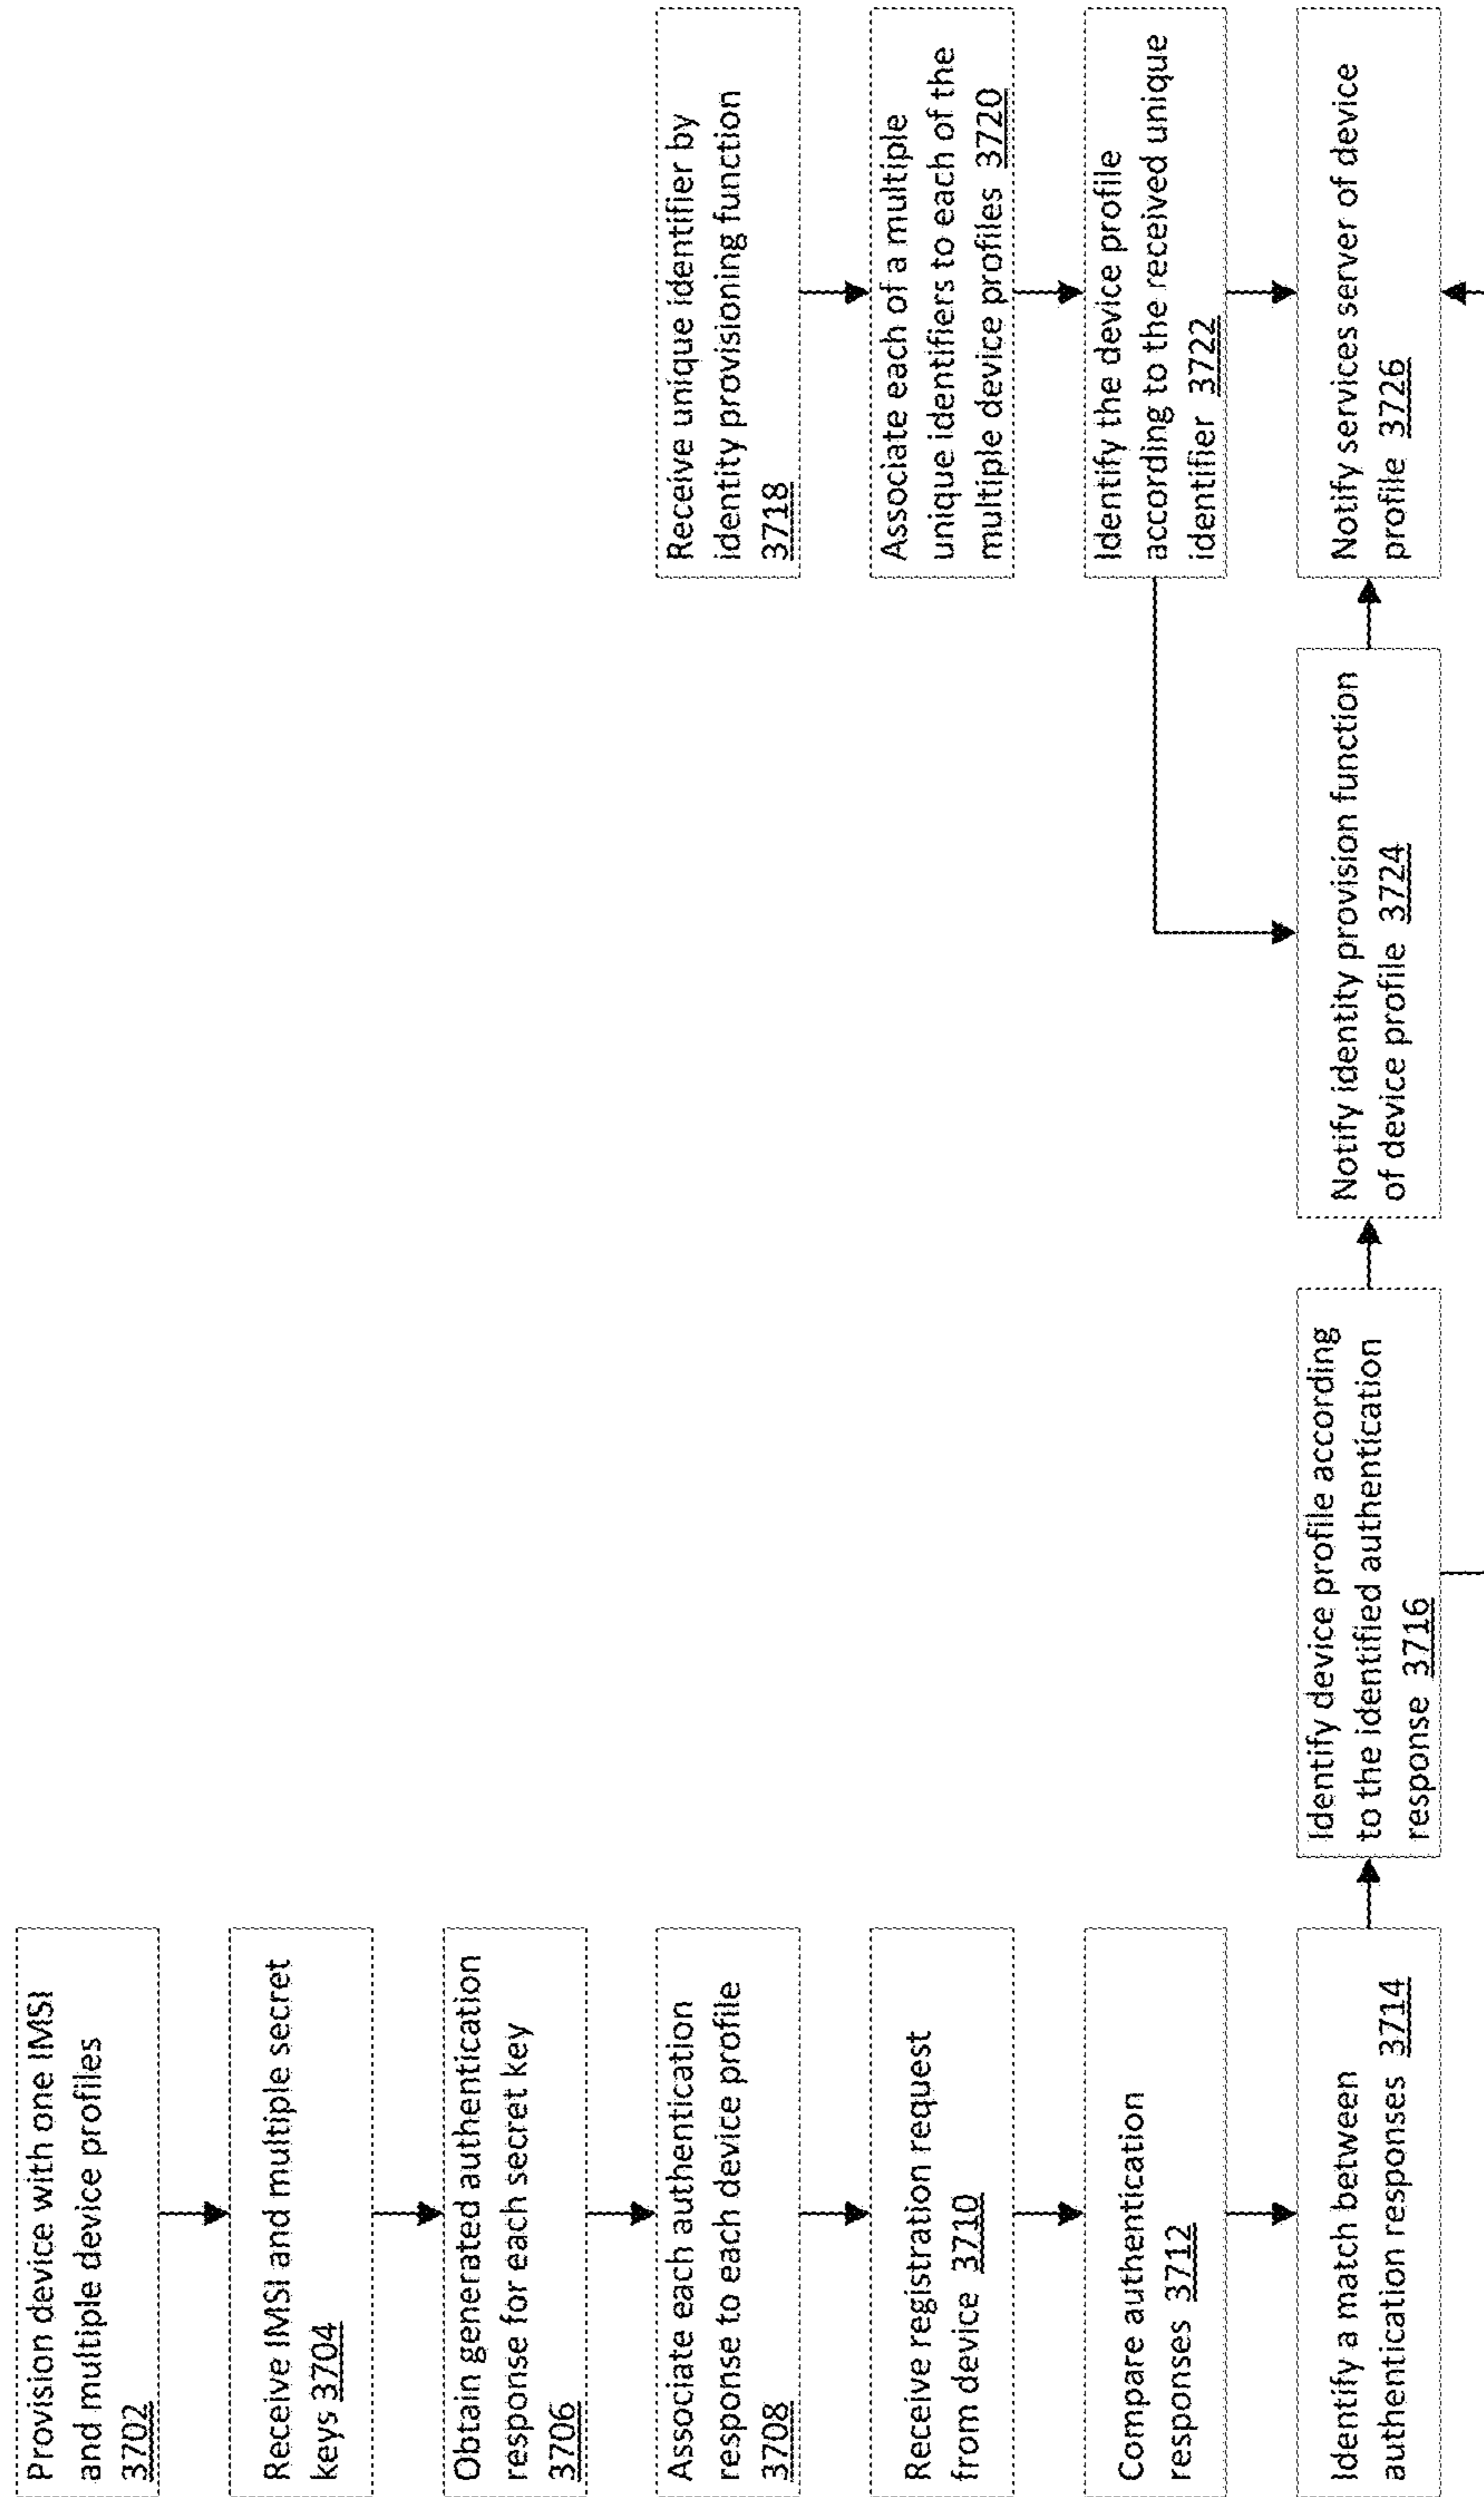 Provision device with one IMSI
and multiple device profiles
3702
Receive IMSI and multiple secret
keys 3704
Obtain generated authentication
response for each secret key
3706
Associate each authentication
response to each device profile
3708
Receive registration request
from device 3710
Compare authentication
responses 3712
Identify a match between
authentication responses 3714
Identify device profile according
to the identified authentication
response 3716
Receive unique identifier by
identity provisioning function
3718
Associate each of a multiple
unique identifiers to each of the
multiple device profiles 3720
Identify the device profile
according to the received unique
identifier 3722
Notify identity provision function
of device profile 3724
Notify services server of device
profile 3726